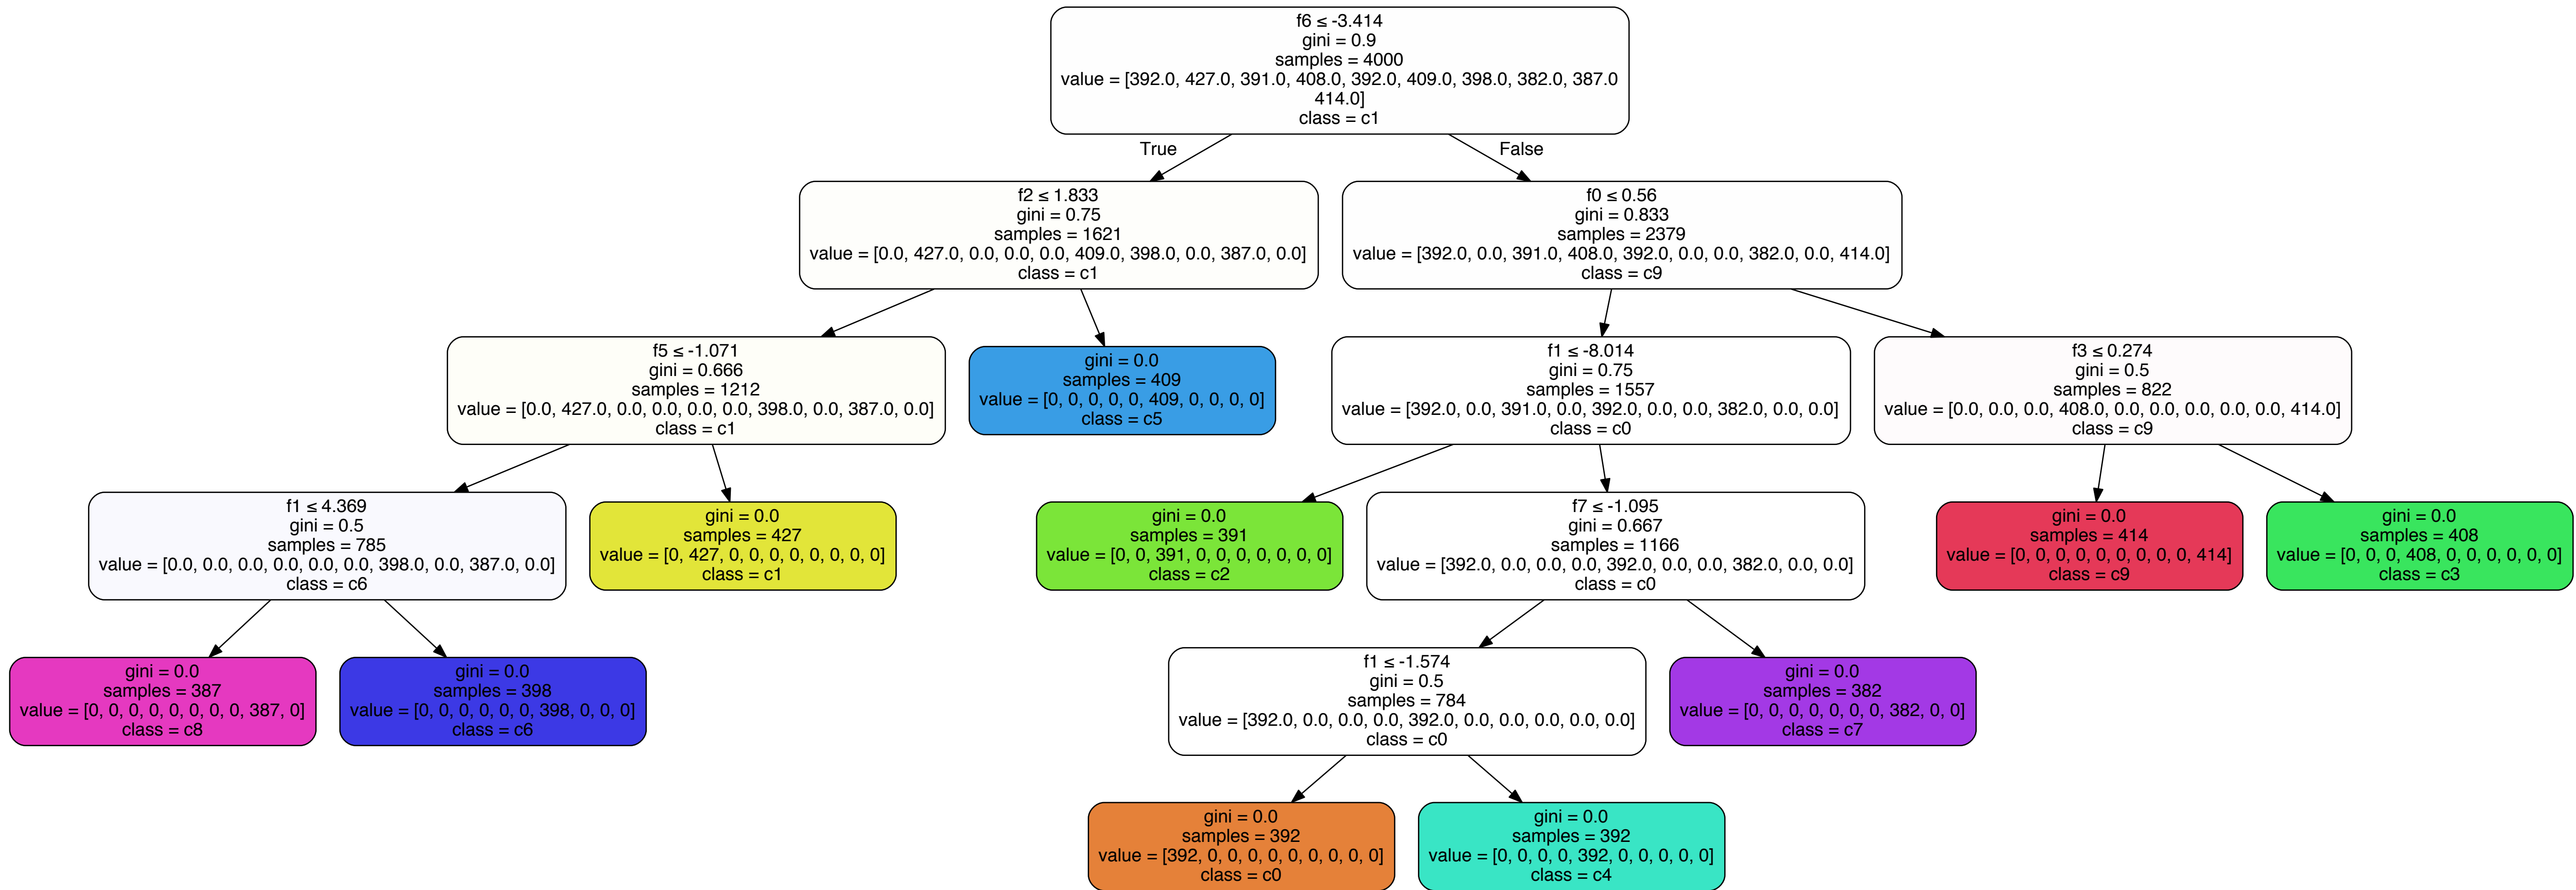 f6 ≤ -3.414
gini = 0.9
samples = 4000
value = [392.0, 427.0, 391.0, 408.0, 392.0, 409.0, 398.0, 382.0, 387.0
414.0]
class = c1
True
False
f2 ≤ 1.833
gini = 0.75
samples = 1621
value = [0.0, 427.0, 0.0, 0.0, 0.0, 409.0, 398.0, 0.0, 387.0, 0.0]
class = c1
f0 ≤ 0.56
gini = 0.833
samples = 2379
value = [392.0, 0.0, 391.0, 408.0, 392.0, 0.0, 0.0, 382.0, 0.0, 414.0]
class = c9
f5 ≤ -1.071
gini = 0.666
samples = 1212
value = [0.0, 427.0, 0.0, 0.0, 0.0, 0.0, 398.0, 0.0, 387.0, 0.0]
class = c1
gini = 0.0
samples = 409
value = [0, 0, 0, 0, 0, 409, 0, 0, 0, 0]
class = c5
f1 ≤ -8.014
gini = 0.75
samples = 1557
value = [392.0, 0.0, 391.0, 0.0, 392.0, 0.0, 0.0, 382.0, 0.0, 0.0]
class = c0
f3 ≤ 0.274
gini = 0.5
samples = 822
value = [0.0, 0.0, 0.0, 408.0, 0.0, 0.0, 0.0, 0.0, 0.0, 414.0]
class = c9
f1 ≤ 4.369
gini = 0.5
samples = 785
value = [0.0, 0.0, 0.0, 0.0, 0.0, 0.0, 398.0, 0.0, 387.0, 0.0]
class = c6
gini = 0.0
samples = 427
value = [0, 427, 0, 0, 0, 0, 0, 0, 0, 0]
class = c1
gini = 0.0
samples = 391
value = [0, 0, 391, 0, 0, 0, 0, 0, 0, 0]
class = c2
f7 ≤ -1.095
gini = 0.667
samples = 1166
value = [392.0, 0.0, 0.0, 0.0, 392.0, 0.0, 0.0, 382.0, 0.0, 0.0]
class = c0
gini = 0.0
samples = 414
value = [0, 0, 0, 0, 0, 0, 0, 0, 0, 414]
class = c9
gini = 0.0
samples = 408
value = [0, 0, 0, 408, 0, 0, 0, 0, 0, 0]
class = c3
gini = 0.0
samples = 387
value = [0, 0, 0, 0, 0, 0, 0, 0, 387, 0]
class = c8
gini = 0.0
samples = 398
value = [0, 0, 0, 0, 0, 0, 398, 0, 0, 0]
class = c6
f1 ≤ -1.574
gini = 0.5
samples = 784
value = [392.0, 0.0, 0.0, 0.0, 392.0, 0.0, 0.0, 0.0, 0.0, 0.0]
class = c0
gini = 0.0
samples = 382
value = [0, 0, 0, 0, 0, 0, 0, 382, 0, 0]
class = c7
gini = 0.0
samples = 392
value = [392, 0, 0, 0, 0, 0, 0, 0, 0, 0]
class = c0
gini = 0.0
samples = 392
value = [0, 0, 0, 0, 392, 0, 0, 0, 0, 0]
class = c4